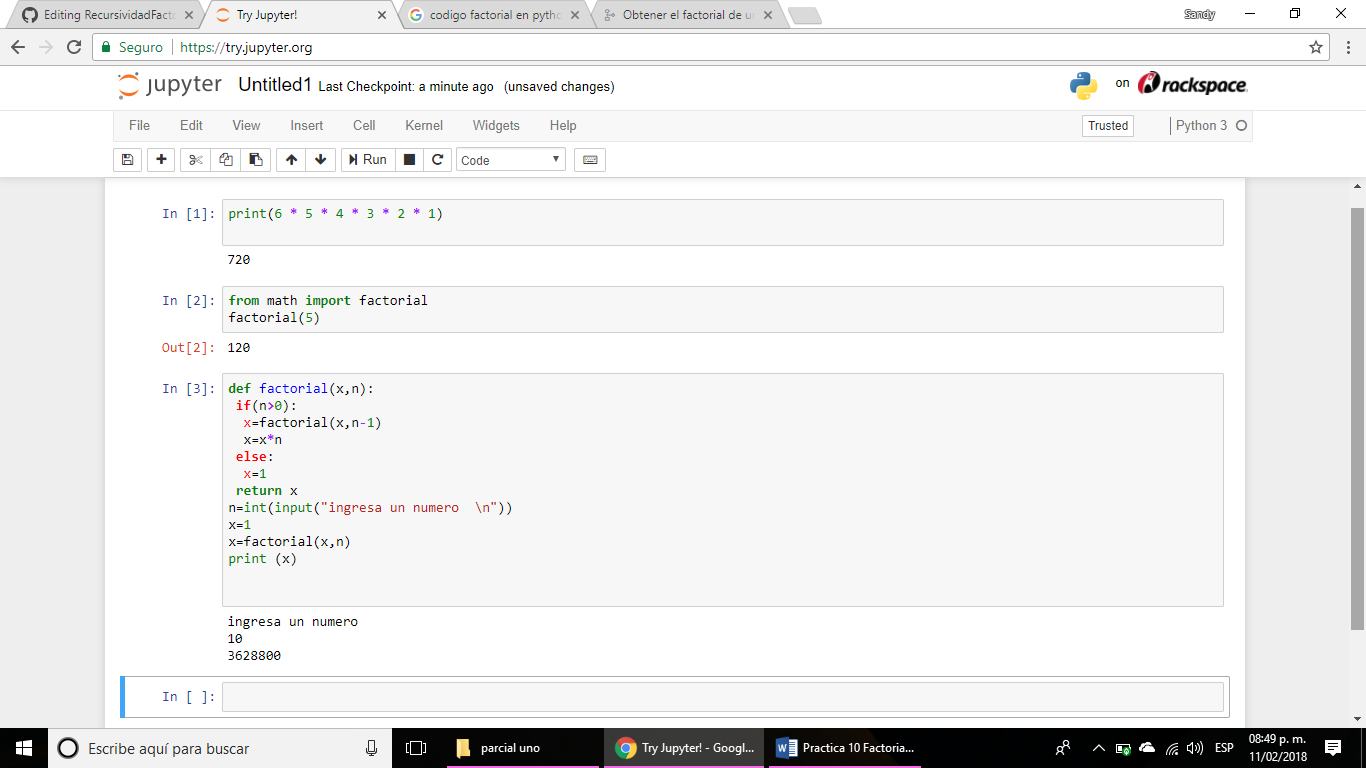 Editing RecursividadFacto
Try Jupyter!
codigo factorial en pytho
Obtener el factorial de u
Sandy
Seguro
https://try.jupyter.org
jupyter
Untitled1 Last Checkpoint: a minute ago (unsaved changes)
on rackspace.
File Edit View Insert Cell Kernel Widgets Help
Trusted
Python 3
Run
Code
In [1]: print(6 * 5 * 4 * 3 * 2 * 1)
720
In [2]: from math import factorial
factorial(5)
Out[2]: 120
In [3]: def factorial(x,n):
if(n>0):
x=factorial(x,n-1)
x=x*n
else:
x=1
return x
n=int(input("ingresa un numero  \n"))
x=1
x=factorial(x,n)
print (x)
ingresa un numero
10
3628800
In [ ]:
Escribe aquí para buscar
parcial uno
Try Jupyter! - Googl...
Practica 10 Factoria...
ESP
08:49 p. m.
11/02/2018